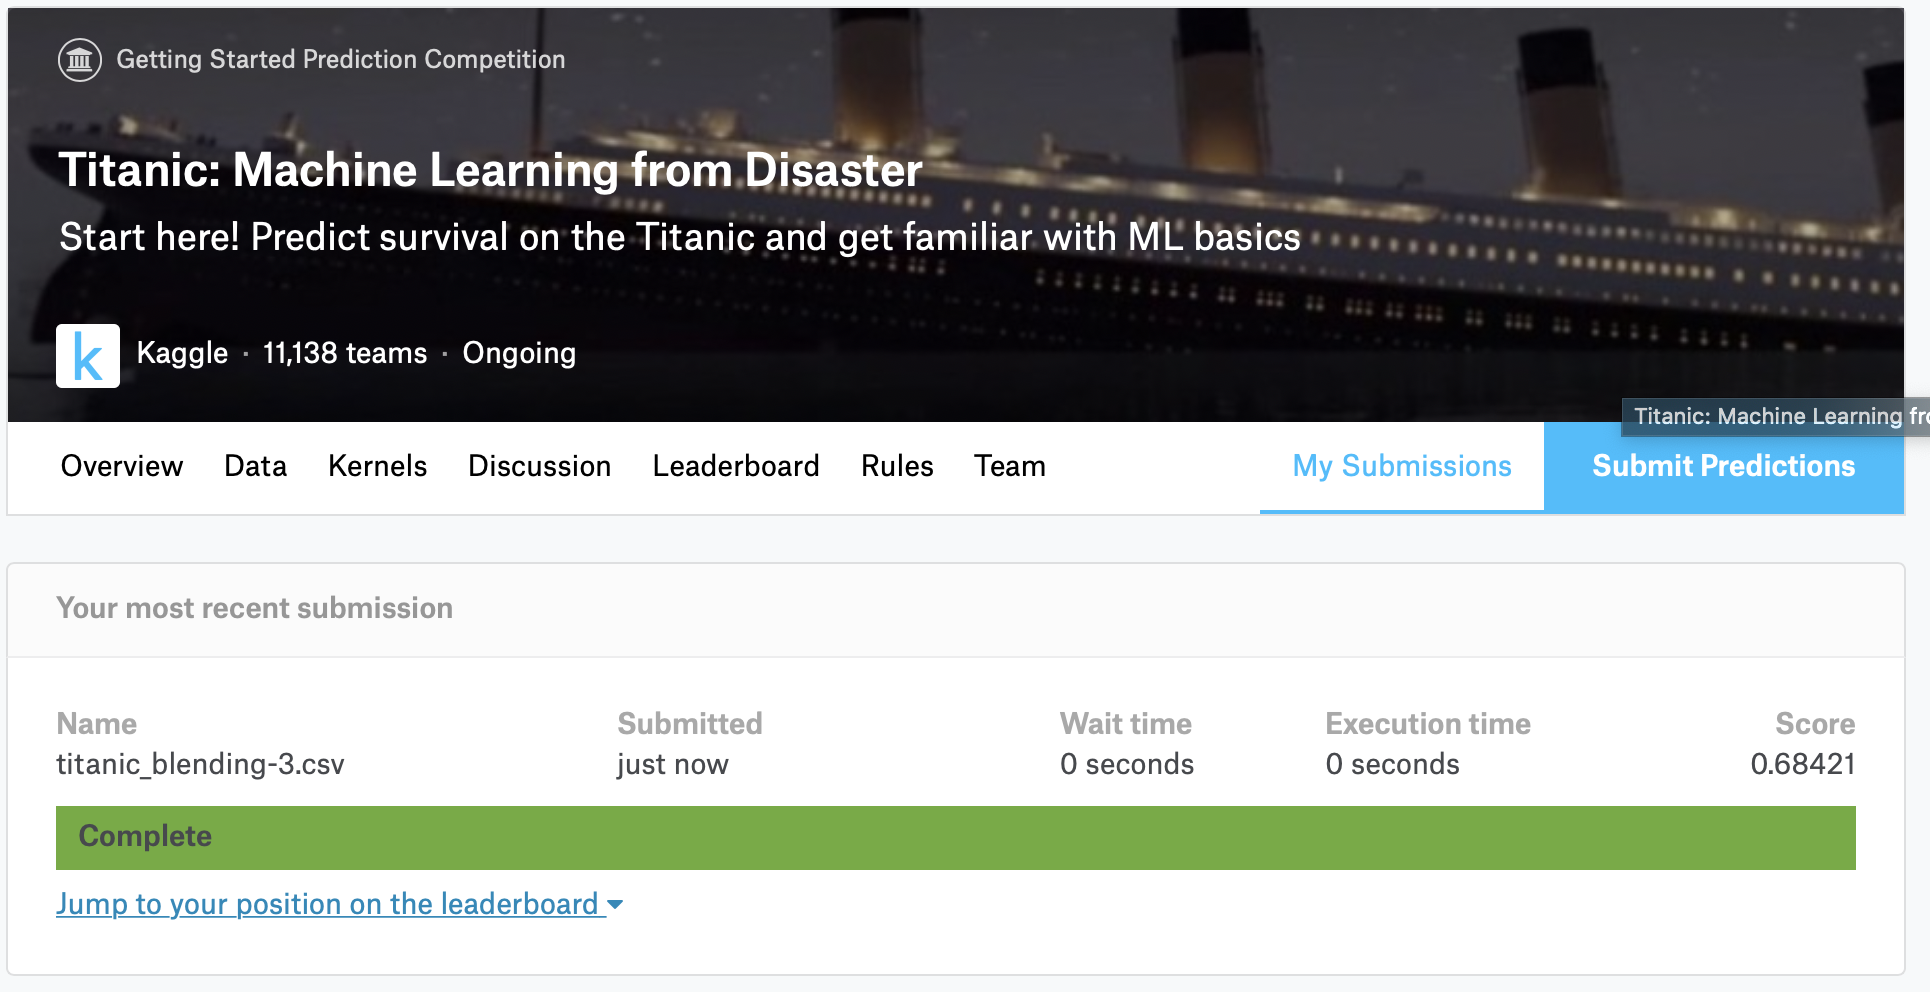 Getting Started Prediction Competition
Titanic: Machine Learning from Disaster
Start here! Predict survival on the Titanic and get familiar with ML basics
k
Kaggle · 11,138 teams · Ongoing
Titanic: Machine Learning fro
Overview Data Kernels Discussion Leaderboard Rules Team My Submissions Submit Predictions
Your most recent submission
Name Submitted Wait time Execution time Score
titanic_blending-3.csv just now 0 seconds 0 seconds 0.68421
Complete
Jump to your position on the leaderboard